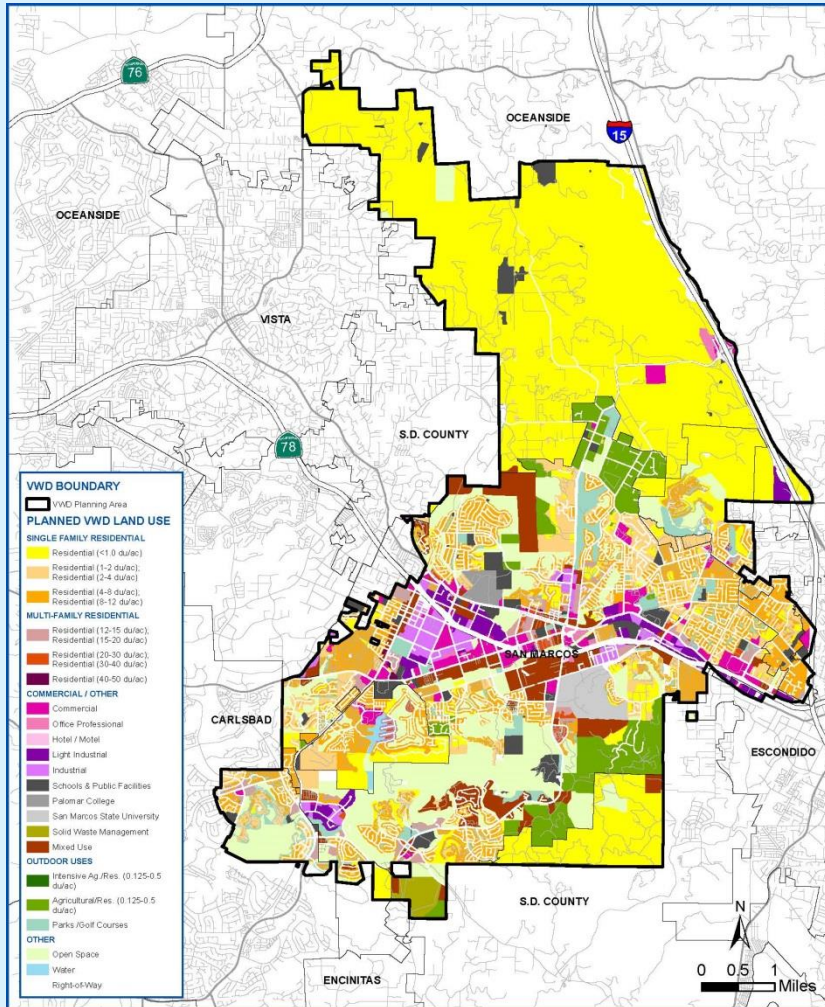 76
OCEANSIDE
15
OCEANSIDE
VISTA
S.D. COUNTY
78
VWD BOUNDARY
VWD Planning Area
PLANNED VWD LAND USE
SINGLE FAMILY RESIDENTIAL
Residential (<1.0 du/ac)
Residential (1-2 du/ac);
Residential (2-4 du/ac)
Residential (4-8 du/ac);
Residential (8-12 du/ac)
MULTI-FAMILY RESIDENTIAL
Residential (12-15 du/ac);
Residential (15-20 du/ac)
Residential (20-30 du/ac);
Residential (30-40 du/ac)
Residential (40-50 du/ac)
COMMERCIAL / OTHER
Commercial
Office Professional
Hotel / Motel
Light Industrial
Industrial
Schools & Public Facilities
Palomar College
San Marcos State University
Solid Waste Management
Mixed Use
OUTDOOR USES
Intensive Ag./Res. (0.125-0.5
du/ac)
Agricultural/Res. (0.125-0.5
du/ac)
Parks /Golf Courses
OTHER
Open Space
Water
Right-of-Way
SAN MARCOS
CARLSBAD
ESCONDIDO
S.D. COUNTY
ENCINITAS
N
0 0.5 1
Miles